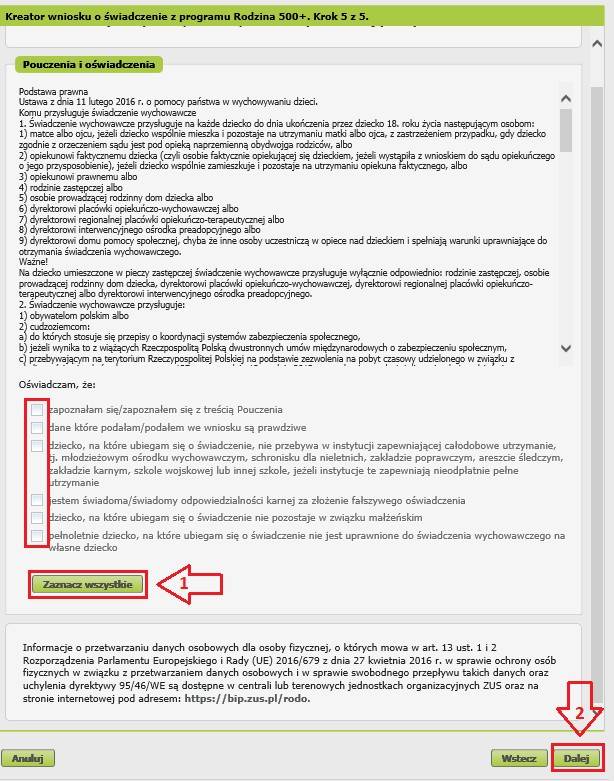 Kreator wniosku o świadczenie z programu Rodzina 500+. Krok 5 z 5.
Pouczenia i oświadczenia
Podstawa prawna
Ustawa z dnia 11 lutego 2016 r. o pomocy państwa w wychowywaniu dzieci.
Komu przysługuje świadczenie wychowawcze
1. Świadczenie wychowawcze przysługuje na każde dziecko do dnia ukończenia przez dziecko 18. roku życia następującym osobom:
1) matce albo ojcu, jeżeli dziecko wspólnie mieszka i pozostaje na utrzymaniu matki albo ojca, z zastrzeżeniem przypadku, gdy dziecko
zgodnie z orzeczeniem sądu jest pod opieką naprzemienną obydwojga rodziców, albo
2) opiekunowi faktycznemu dziecka (czyli osobie faktycznie opiekującej się dzieckiem, jeżeli wystąpiła z wnioskiem do sądu opiekuńczego
o jego przysposobienie), jeżeli dziecko wspólnie zamieszkuje i pozostaje na utrzymaniu opiekuna faktycznego, albo
3) opiekunowi prawnemu albo
4) rodzinie zastępczej albo
5) osobie prowadzącej rodzinny dom dziecka albo
6) dyrektorowi placówki opiekuńczo-wychowawczej albo
7) dyrektorowi regionalnej placówki opiekuńczo-terapeutycznej albo
8) dyrektorowi interwencyjnego ośrodka preadopcyjnego albo
9) dyrektorowi domu pomocy społecznej, chyba że inne osoby uczestniczą w opiece nad dzieckiem i spełniają warunki uprawniające do
otrzymania świadczenia wychowawczego.
Ważne!
Na dziecko umieszczone w pieczy zastępczej świadczenie wychowawcze przysługuje wyłącznie odpowiednio: rodzinie zastępczej, osobie
prowadzącej rodzinny dom dziecka, dyrektorowi placówki opiekuńczo-wychowawczej, dyrektorowi regionalnej placówki opiekuńczo-
terapeutycznej albo dyrektorowi interwencyjnego ośrodka preadopcyjnego.
2. Świadczenie wychowawcze przysługuje:
1) obywatelom polskim albo
2) cudzoziemcom:
a) do których stosuje się przepisy o koordynacji systemów zabezpieczenia społecznego,
b) jeżeli wynika to z wiążących Rzeczpospolitą Polską dwustronnych umów międzynarodowych o zabezpieczeniu społecznym,
c) przebywającym na terytorium Rzeczypospolitej Polskiej na podstawie zezwolenia na pobyt czasowy udzielonego w związku z
Oświadczam, że:
zapoznałam się/zapoznałem się z treścią Pouczenia
dane które podałam/podałem we wniosku są prawdziwe
dziecko, na które ubiegam się o świadczenie, nie przebywa w instytucji zapewniającej całodobowe utrzymanie,
tj. młodzieżowym ośrodku wychowawczym, schronisku dla nieletnich, zakładzie poprawczym, areszcie śledczym,
zakładzie karnym, szkole wojskowej lub innej szkole, jeżeli instytucje te zapewniają nieodpłatnie pełne
utrzymanie
jestem świadoma/świadomy odpowiedzialności karnej za złożenie fałszywego oświadczenia
dziecko, na które ubiegam się o świadczenie nie pozostaje w związku małżeńskim
pełnoletnie dziecko, na które ubiegam się o świadczenie nie jest uprawnione do świadczenia wychowawczego na
własne dziecko
Zaznacz wszystkie
1
Informacje o przetwarzaniu danych osobowych dla osoby fizycznej, o których mowa w art. 13 ust. 1 i 2
Rozporządzenia Parlamentu Europejskiego i Rady (UE) 2016/679 z dnia 27 kwietnia 2016 r. w sprawie ochrony osób
fizycznych w związku z przetwarzaniem danych osobowych i w sprawie swobodnego przepływu takich danych oraz
uchylenia dyrektywy 95/46/WE są dostępne w centrali lub terenowych jednostkach organizacyjnych ZUS oraz na
stronie internetowej pod adresem: https://bip.zus.pl/rodo.
2
Anuluj
Wstecz
Dalej